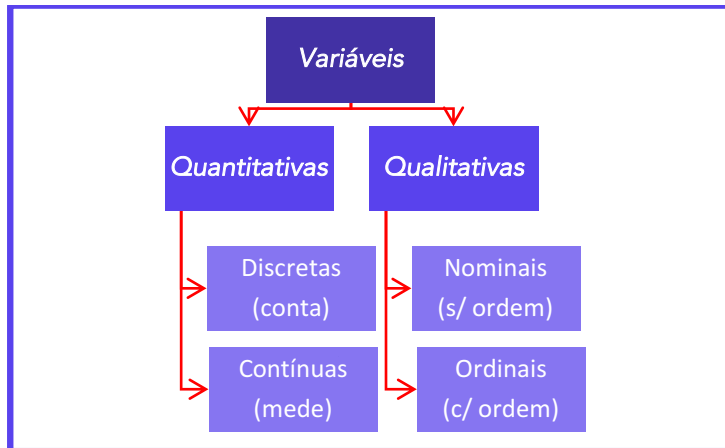 Variáveis
Quantitativas
Qualitativas
Discretas
(conta)
Nominais
(s/ ordem)
Contínuas
(mede)
Ordinais
(c/ ordem)